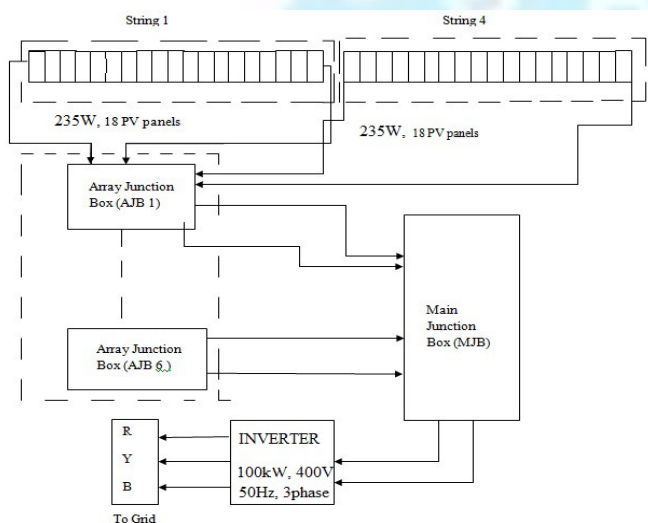 String 1
String 4
235W, 18 PV panels
235W, 18 PV panels
Array Junction
Box (AJB 1)
Main
Junction
Box (MJB)
Array Junction
Box (AJB 6 )
R
Y
B
INVERTER
100kW, 400V
50Hz, 3phase
To Grid